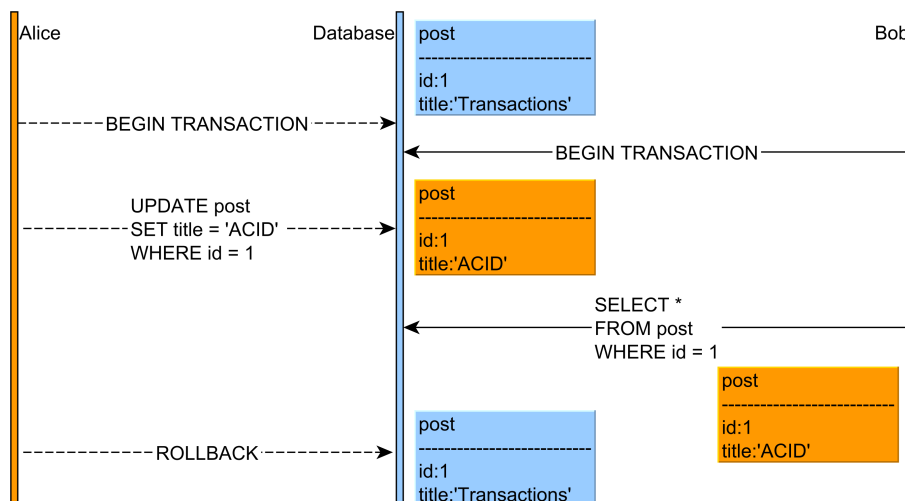 Alice
Database
Bob
post
----------------------------
id:1
title:'Transactions'
BEGIN TRANSACTION
BEGIN TRANSACTION
UPDATE post
SET title = 'ACID'
WHERE id = 1
post
----------------------------
id:1
title:'ACID'
SELECT *
FROM post
WHERE id = 1
post
----------------------------
id:1
title:'ACID'
ROLLBACK
post
----------------------------
id:1
title:'Transactions'